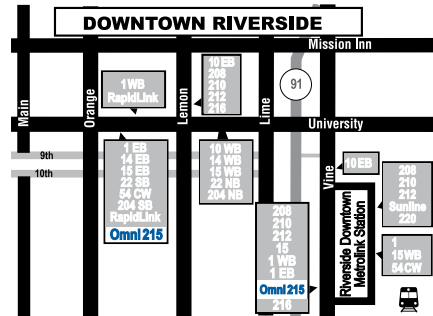 DOWNTOWN RIVERSIDE
Mission Inn
1WB
RapidLink
10 EB
208
210
212
216
91
Main
Orange
Lemon
Lime
University
Vine
9th
10th
1 EB
14 EB
15 EB
22 SB
54 CW
204 SB
RapidLink
Omni 215
10 WB
14 WB
15 WB
22 NB
204 NB
10 EB
208
210
212
Sunline
220
Riverside Downtown
Metrolink Station
1
15WB
54CW
208
210
212
15
1 WB
1 EB
Omni 215
216